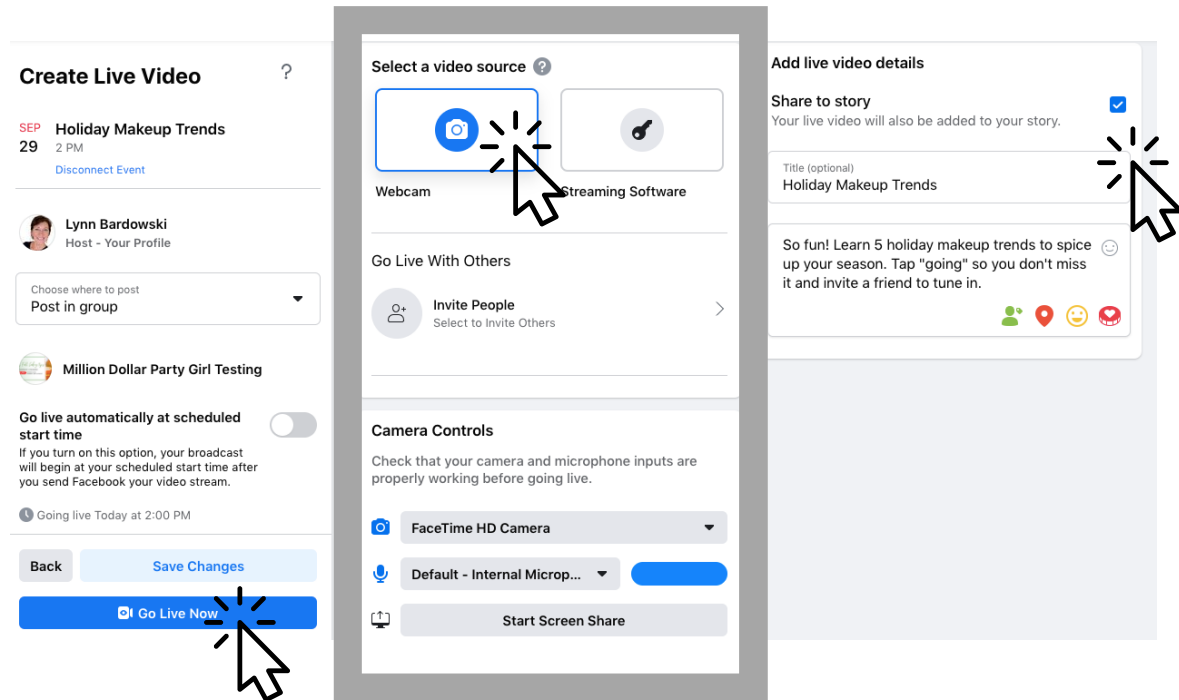 Create Live Video
?
SEP
29
Holiday Makeup Trends
2 PM
Disconnect Event
Lynn Bardowski
Host - Your Profile
Choose where to post
Post in group
Million Dollar Party Girl Testing
Go live automatically at scheduled
start time
If you turn on this option, your broadcast
will begin at your scheduled start time after
you send Facebook your video stream.
Going live Today at 2:00 PM
Back
Save Changes
Go Live Now
Select a video source ?
Webcam
Streaming Software
Go Live With Others
Invite People
Select to Invite Others
Camera Controls
Check that your camera and microphone inputs are
properly working before going live.
FaceTime HD Camera
Default - Internal Microp...
Start Screen Share
Add live video details
Share to story
Your live video will also be added to your story.
Title (optional)
Holiday Makeup Trends
So fun! Learn 5 holiday makeup trends to spice
up your season. Tap "going" so you don't miss
it and invite a friend to tune in.